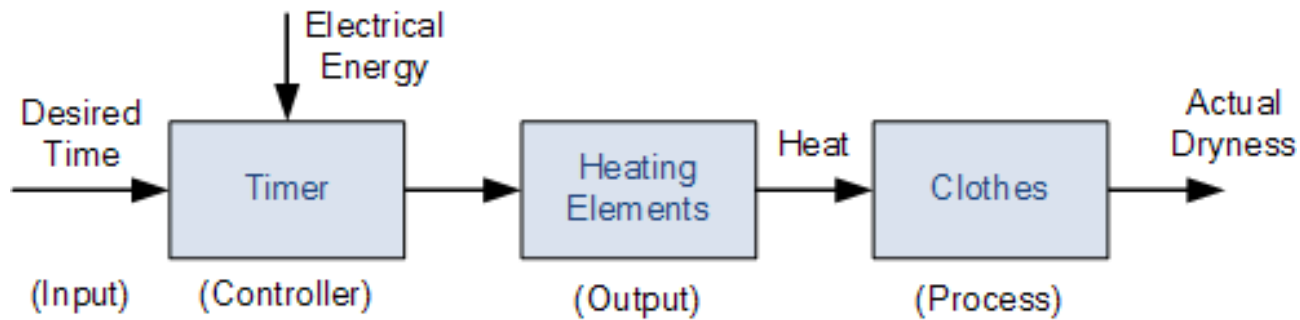 Electrical
Energy
Desired
Time
Timer
Heating
Elements
Heat
Clothes
Actual
Dryness
(Input)
(Controller)
(Output)
(Process)